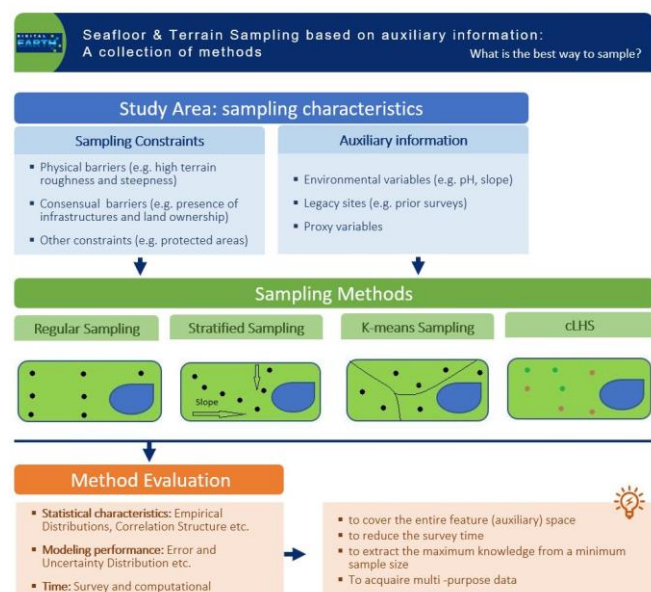 DIGITAL
EARTH
Seafloor & Terrain Sampling based on auxiliary information:
A collection of methods
What is the best way to sample?
Study Area: sampling characteristics
Sampling Constraints
▪ Physical barriers (e.g. high terrain
roughness and steepness)
▪ Consensual barriers (e.g. presence of
infrastructures and land ownership)
▪ Other constraints (e.g. protected areas)
Auxiliary information
▪ Environmental variables (e.g. pH, slope)
▪ Legacy sites (e.g. prior surveys)
▪ Proxy variables
Sampling Methods
Regular Sampling
Stratified Sampling
K-means Sampling
cLHS
Slope
Method Evaluation
▪ Statistical characteristics: Empirical
Distributions, Correlation Structure etc.
▪ Modeling performance: Error and
Uncertainty Distribution etc.
▪ Time: Survey and computational
▪ to cover the entire feature (auxiliary) space
▪ to reduce the survey time
▪ to extract the maximum knowledge from a minimum
sample size
▪ To acquaire multi -purpose data